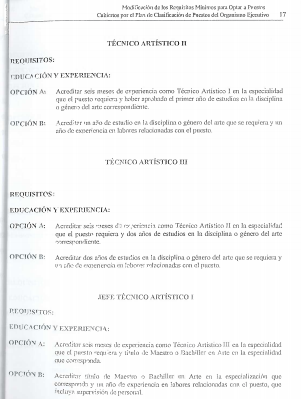 Modificación de los Requisitos Mínimos para Optar a Puestos
Cubiertos por el Plan de Clasificación de Puestos del Organismo Ejecutivo 17
TÉCNICO ARTÍSTICO II
REQUISITOS:
EDUCACIÓN Y EXPERIENCIA:
OPCIÓN A: Acreditar seis meses de experiencia como Técnico Artístico I en la especialidad
que el puesto requiera y haber aprobado el primer año de estudios en la disciplina
o género del arte correspondiente.
OPCIÓN B: Acreditar un año de estudio en la disciplina o género del arte que se requiera y un
año de experiencia en labores relacionadas con el puesto.
TÉCNICO ARTÍSTICO III
REQUISITOS:
EDUCACIÓN Y EXPERIENCIA:
OPCIÓN A: Acreditar seis meses de experiencia como Técnico Artístico II en la especialidad
que el puesto requiera y dos años de estudios en la disciplina o género del arte
correspondiente.
OPCIÓN B: Acreditar dos años de estudios en la disciplina o género del arte que se requiera y
un año de experiencia en labores relacionadas con el puesto.
JEFE TÉCNICO ARTÍSTICO I
REQUISITOS:
EDUCACIÓN Y EXPERIENCIA:
OPCIÓN A: Acreditar seis meses de experiencia como Técnico Artístico III en la especialidad
que el puesto requiera y título de Maestro o Bachiller en Arte en la especialidad
que corresponda.
OPCIÓN B: Acreditar título de Maestro o Bachiller en Arte en la especialización que
corresponda y un año de experiencia en labores relacionadas con el puesto, que
incluya supervisión de personal.